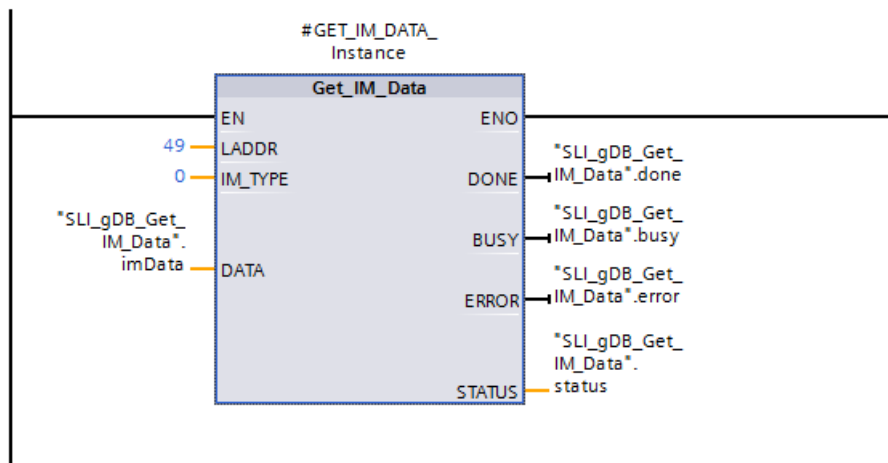 #GET_IM_DATA_
Instance
Get_IM_Data
EN
ENO
49
LADDR
0
IM_TYPE
DONE
"SLI_gDB_Get_
IM_Data".done
BUSY
"SLI_gDB_Get_
IM_Data".busy
"SLI_gDB_Get_
IM_Data".
imData
DATA
ERROR
"SLI_gDB_Get_
IM_Data".error
STATUS
"SLI_gDB_Get_
IM_Data".
status